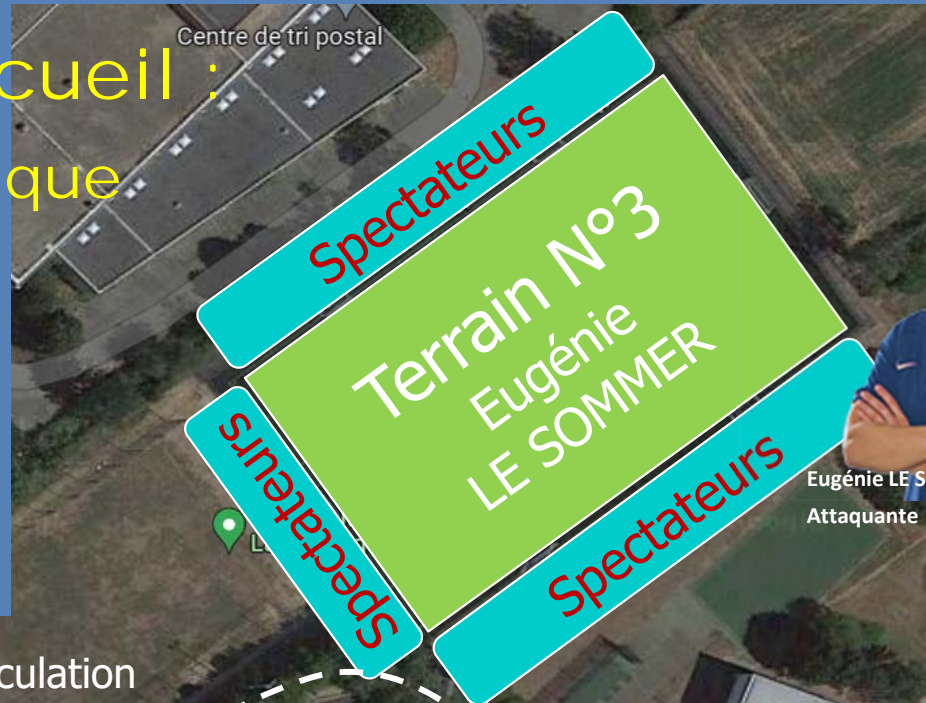 Centre de tri postal
cueil :
que
Spectateurs
Terrain N°3
Eugénie
LE SOMMER
Spectateurs
Spectateurs
Eugénie LE S
Attaquante
culation